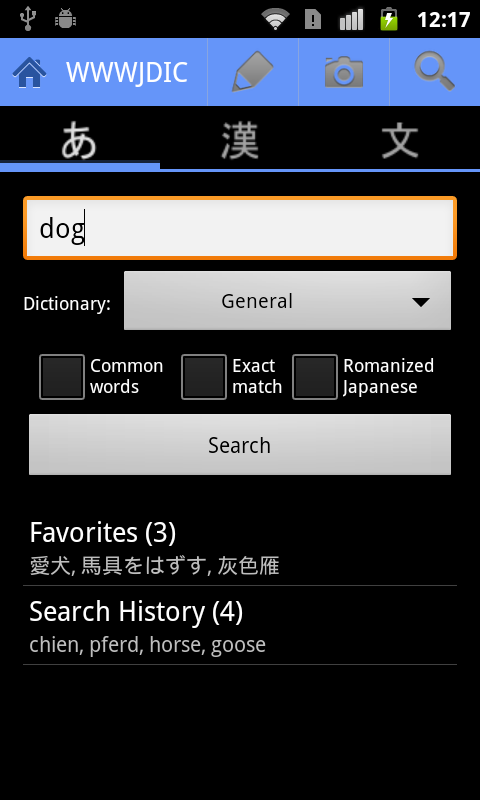 12:17
WWWJDIC
あ 漢 文
dog
Dictionary: General
Common words
Exact match
Romanized Japanese
Search
Favorites (3)
愛犬, 馬具をはずす, 灰色雁
Search History (4)
chien, pferd, horse, goose